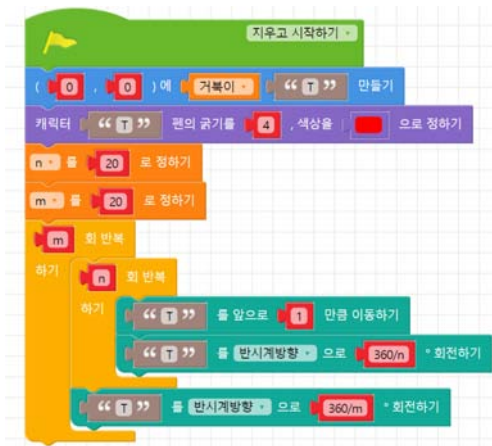 지우고 시작하기
( 0 , 0 ) 에 거북이 “ T ” 만들기
캐릭터 “ T ” 펜의 굵기를 4 , 색상을 으로 정하기
n 를 20 로 정하기
m 를 20 로 정하기
m 회 반복
하기 n 회 반복
하기 “ T ” 를 앞으로 1 만큼 이동하기
“ T ” 를 반시계방향 으로 360/n ° 회전하기
“ T ” 를 반시계방향 으로 360/m ° 회전하기